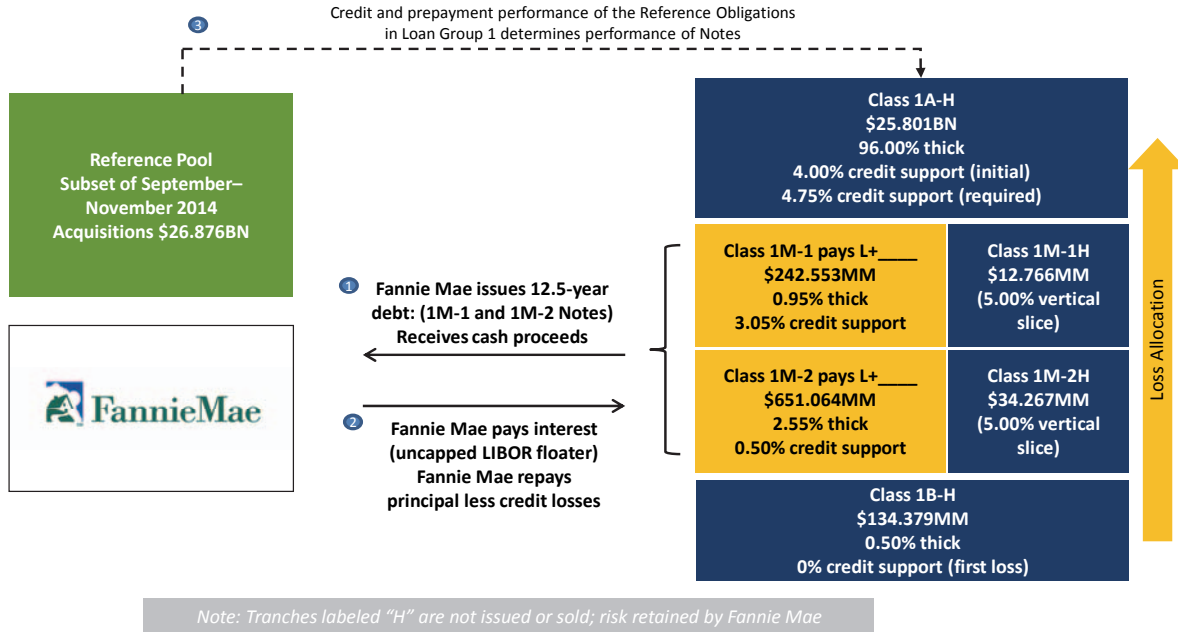 3
Credit and prepayment performance of the Reference Obligations
in Loan Group 1 determines performance of Notes
Reference Pool
Subset of September–
November 2014
Acquisitions $26.876BN
FannieMae
1
Fannie Mae issues 12.5-year
debt: (1M-1 and 1M-2 Notes)
Receives cash proceeds
2
Fannie Mae pays interest
(uncapped LIBOR floater)
Fannie Mae repays
principal less credit losses
Class 1A-H
$25.801BN
96.00% thick
4.00% credit support (initial)
4.75% credit support (required)
Class 1M-1 pays L+____
$242.553MM
0.95% thick
3.05% credit support
Class 1M-1H
$12.766MM
(5.00% vertical
slice)
Class 1M-2 pays L+____
$651.064MM
2.55% thick
0.50% credit support
Class 1M-2H
$34.267MM
(5.00% vertical
slice)
Class 1B-H
$134.379MM
0.50% thick
0% credit support (first loss)
Loss Allocation
Note: Tranches labeled “H” are not issued or sold; risk retained by Fannie Mae